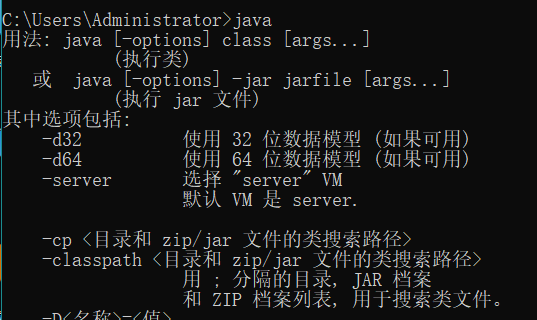 C:\Users\Administrator>java
用法: java [-options] class [args...]
(执行类)
或 java [-options] -jar jarfile [args...]
(执行 jar 文件)
其中选项包括:
-d32 使用 32 位数据模型 (如果可用)
-d64 使用 64 位数据模型 (如果可用)
-server 选择 "server" VM
默认 VM 是 server.
-cp <目录和 zip/jar 文件的类搜索路径>
-classpath <目录和 zip/jar 文件的类搜索路径>
用 ; 分隔的目录, JAR 档案
和 ZIP 档案列表, 用于搜索类文件。
-D<名称>=<值>